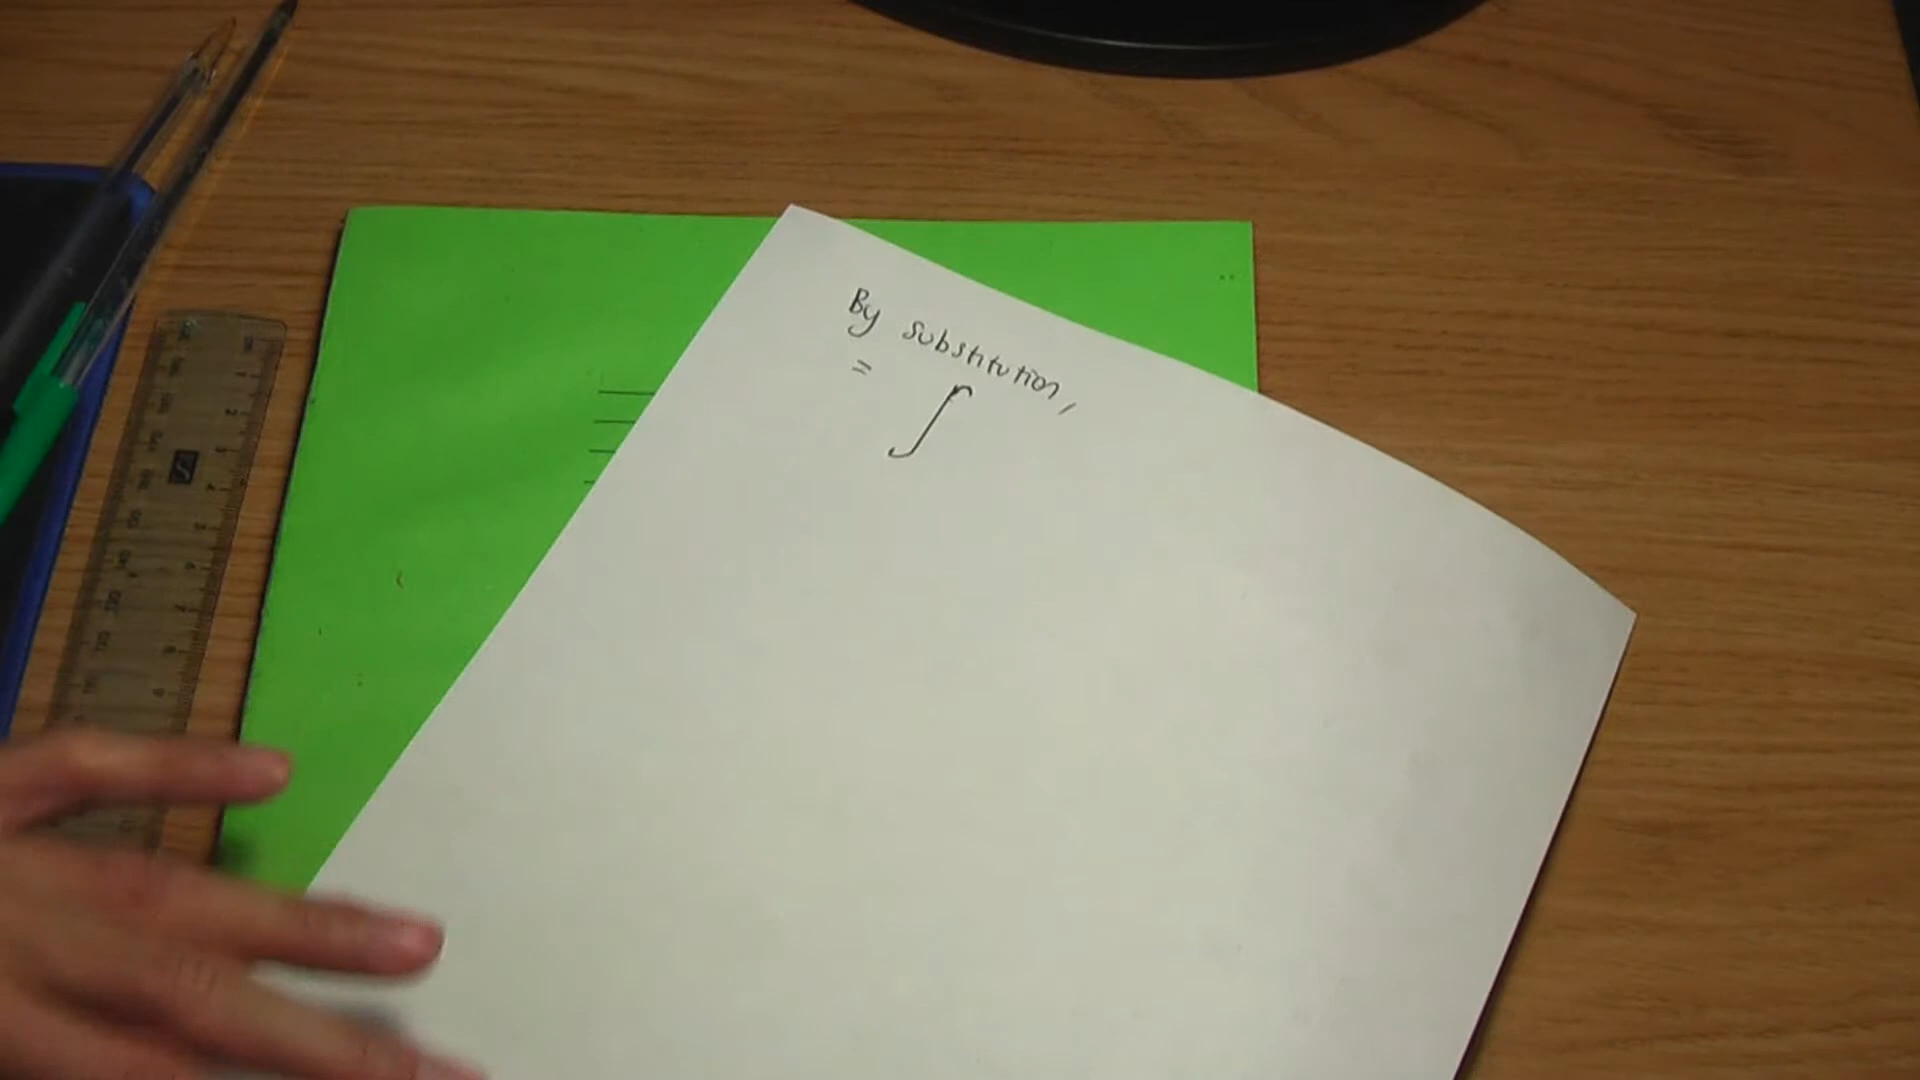 By substitution,
= ∫